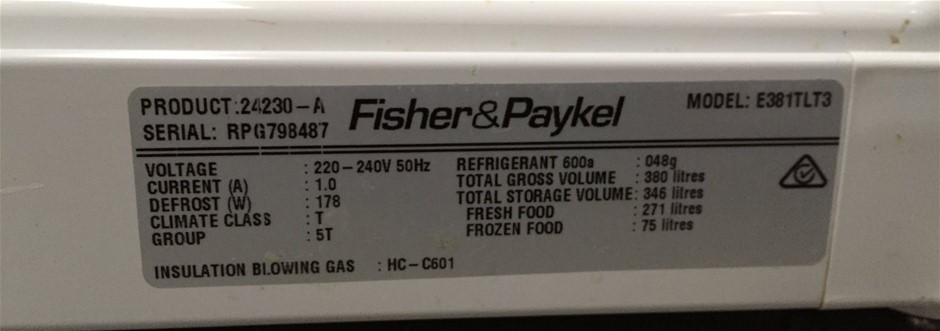 PRODUCT:24230-A Fisher&Paykel MODEL: E381TLT3
SERIAL: RPG798487
VOLTAGE : 220-240V 50Hz REFRIGERANT 600a : 048g
CURRENT (A) : 1.0 TOTAL GROSS VOLUME : 380 litres
DEFROST (W) : 178 TOTAL STORAGE VOLUME: 346 litres
CLIMATE CLASS : T FRESH FOOD : 271 litres
GROUP : 5T FROZEN FOOD : 75 litres
INSULATION BLOWING GAS : HC-C601